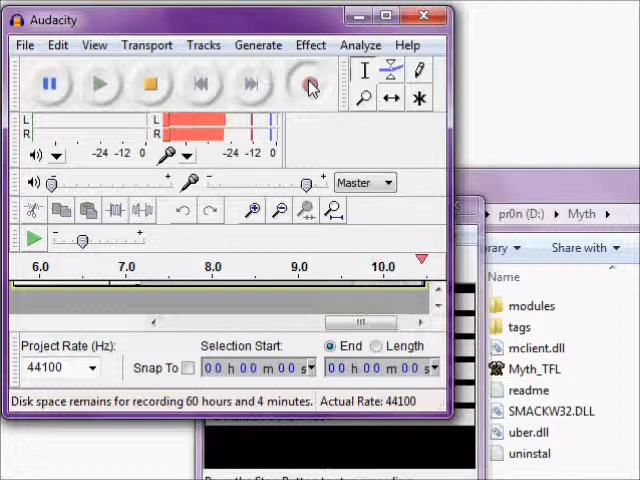 Audacity
File Edit View Transport Tracks Generate Effect Analyze Help
L
R
-24 -12 0
L
R
-24 -12 0
- + - + Master
- +
6.0 7.0 8.0 9.0 10.0
Project Rate (Hz): Selection Start: End Length
44100 Snap To 00 h 00 m 00 s 00 h 00 m 00 s
Disk space remains for recording 60 hours and 4 minutes. Actual Rate: 44100
pr0n (D:) Myth
Share with
Name
modules
tags
mclient.dll
Myth_TFL
readme
SMACKW32.DLL
uber.dll
uninstal